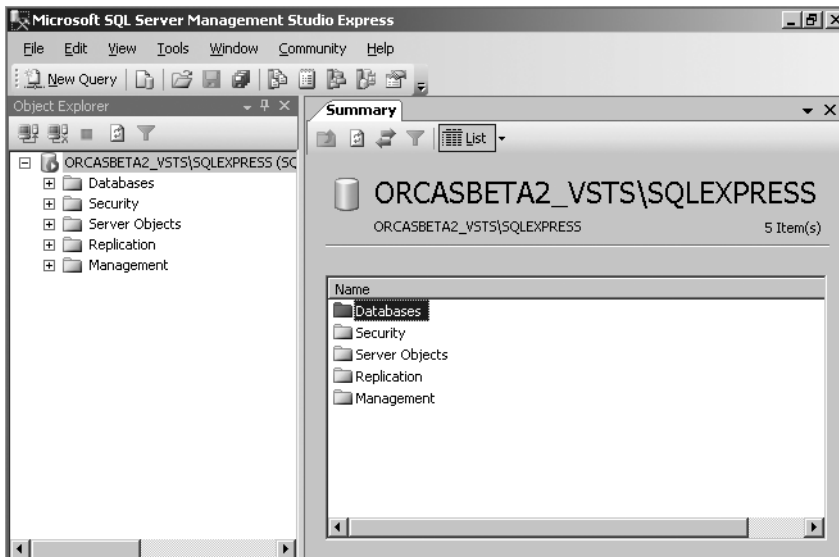 Microsoft SQL Server Management Studio Express
File Edit View Tools Window Community Help
New Query
Object Explorer
ORCASBETA2_VSTS\SQLEXPRESS (SQ
Databases
Security
Server Objects
Replication
Management
Summary
List
ORCASBETA2_VSTS\SQLEXPRESS
ORCASBETA2_VSTS\SQLEXPRESS 5 Item(s)
Name
Databases
Security
Server Objects
Replication
Management